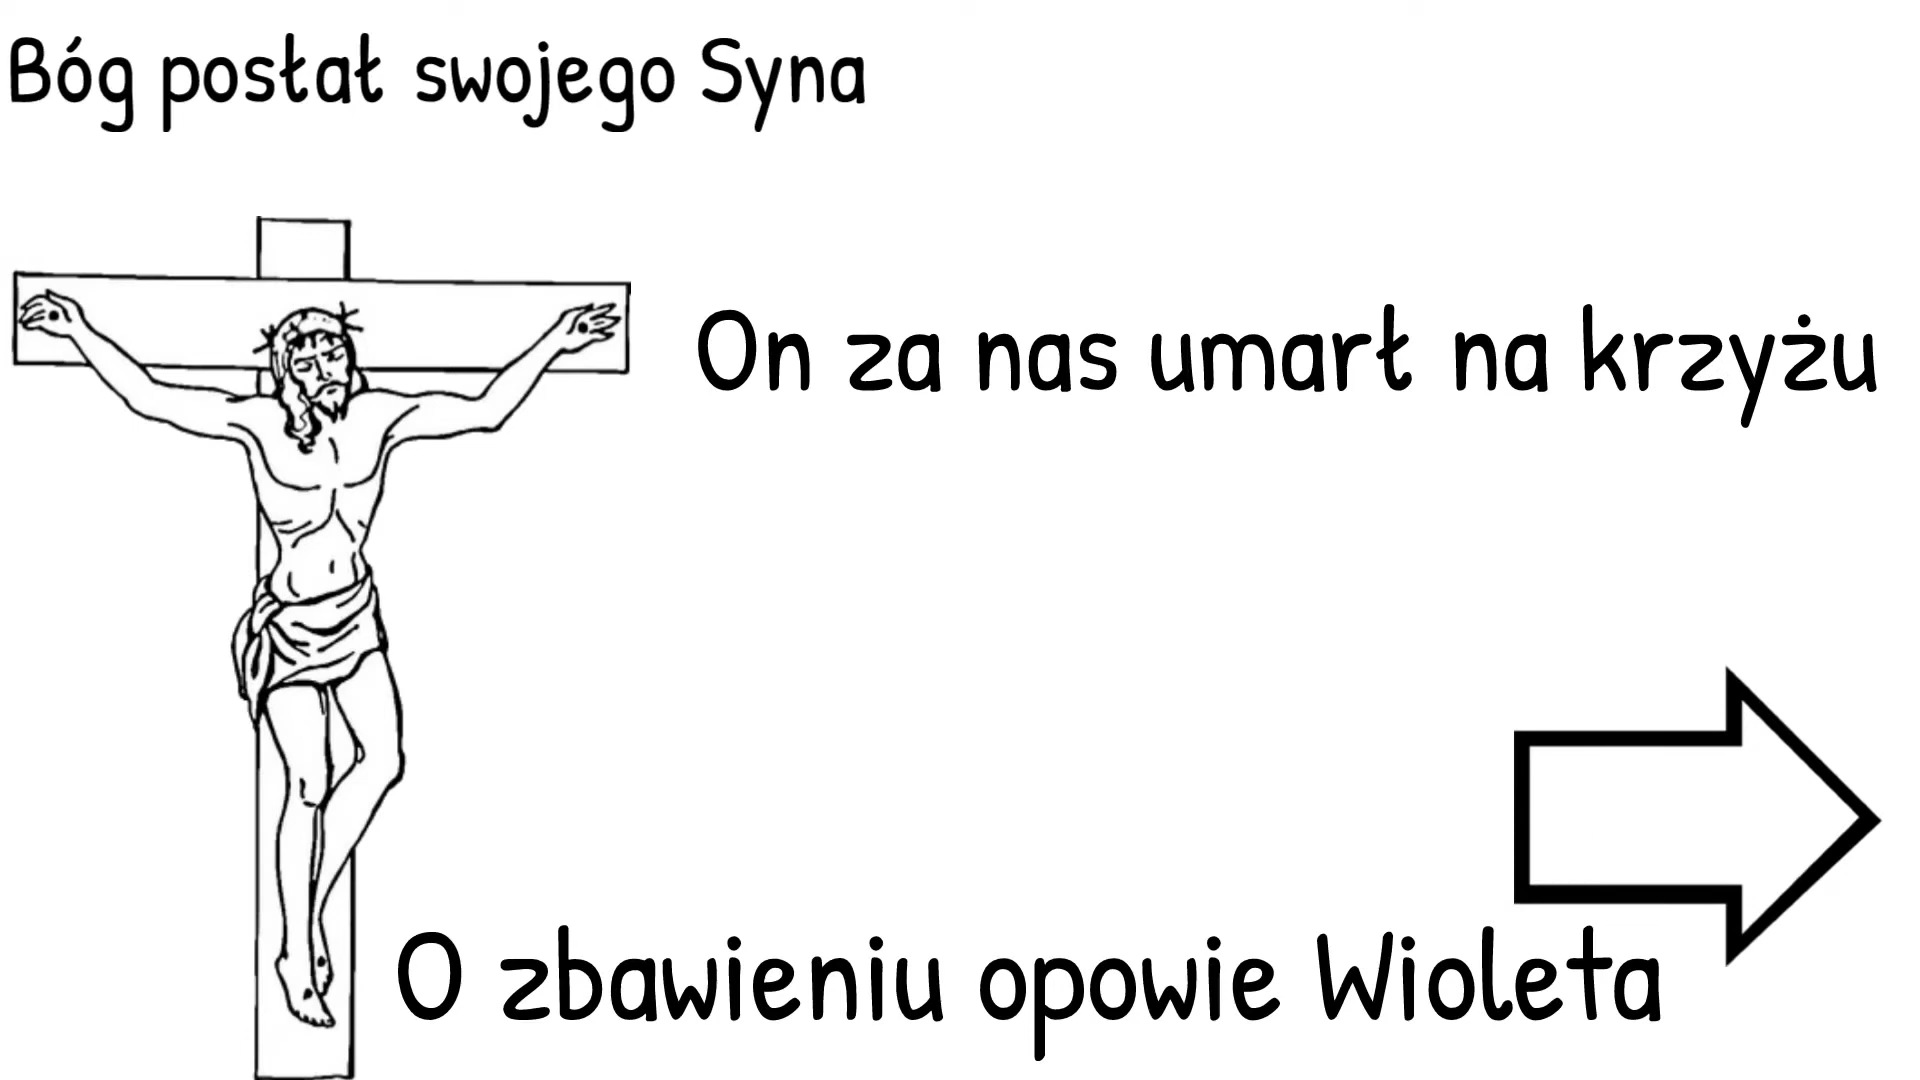 Bóg posłał swojego Syna
On za nas umarł na krzyżu
O zbawieniu opowie Wioleta